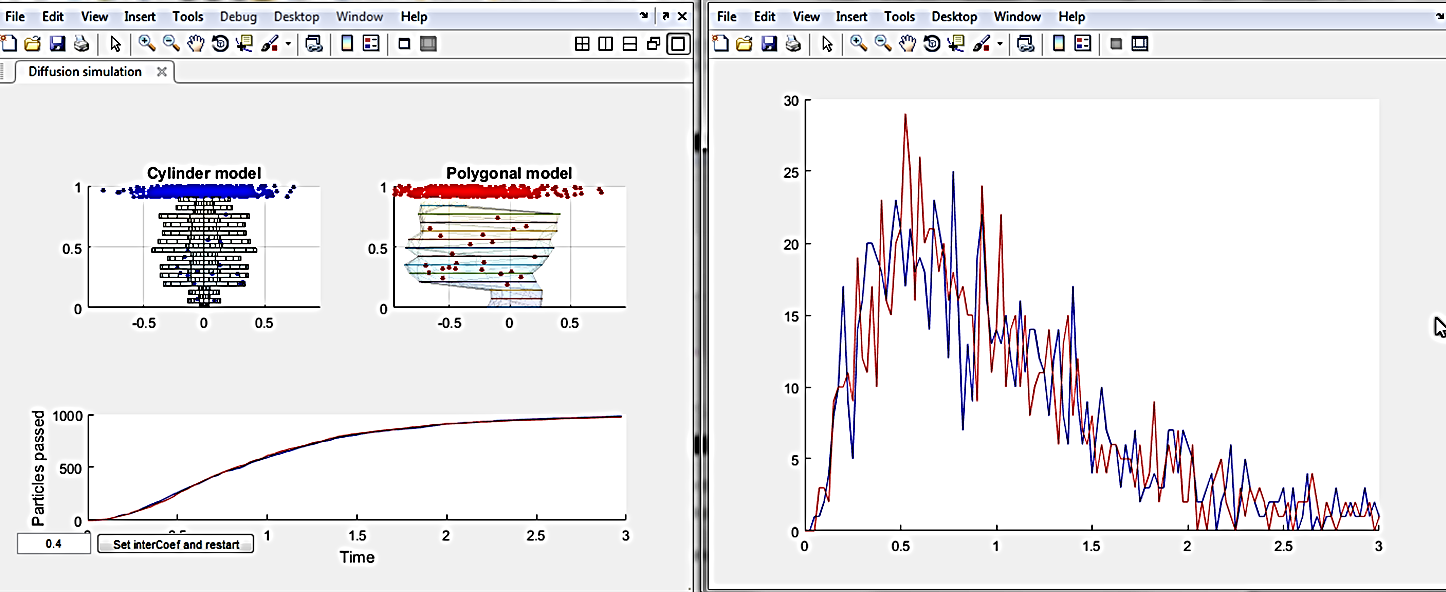 File Edit View Insert Tools Debug Desktop Window Help
Diffusion simulation
Cylinder model
1
0.5
0
-0.5 0 0.5
Polygonal model
1
0.5
0
-0.5 0 0.5
Particles passed
1000
500
0
1 1.5 2 2.5 3
Time
0.4 Set interCoef and restart
File Edit View Insert Tools Desktop Window Help
30
25
20
15
10
5
0
0 0.5 1 1.5 2 2.5 3